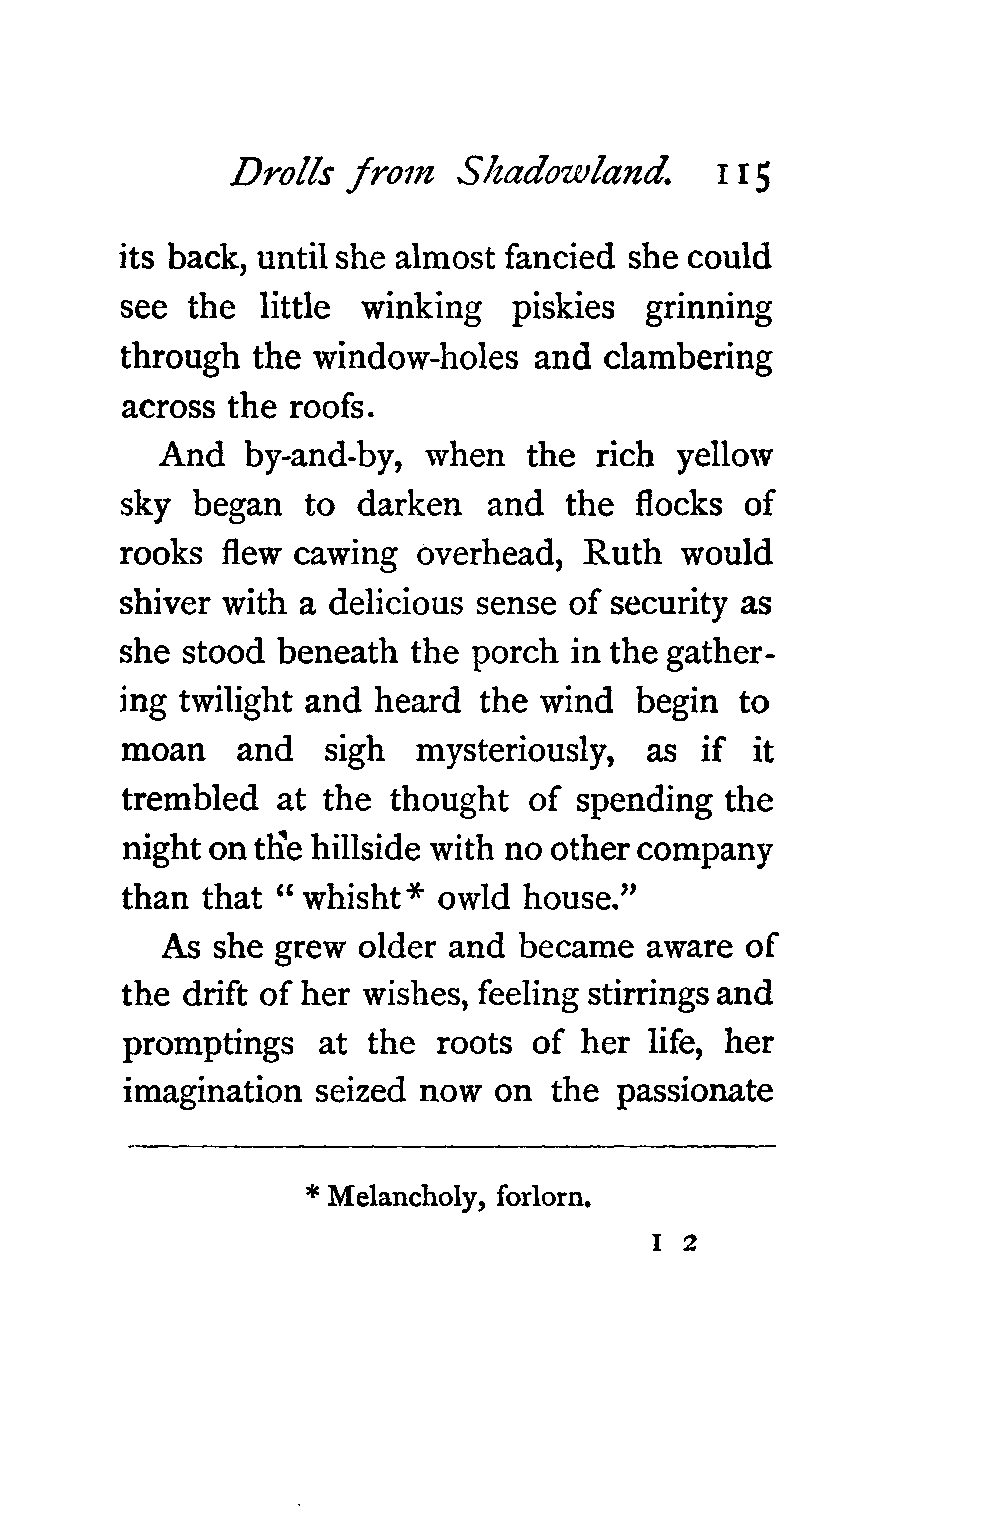 Drolls from Shadowland. 115
its back, until she almost fancied she could
see the little winking piskies grinning
through the window-holes and clambering
across the roofs.
And by-and-by, when the rich yellow
sky began to darken and the flocks of
rooks flew cawing overhead, Ruth would
shiver with a delicious sense of security as
she stood beneath the porch in the gather-
ing twilight and heard the wind begin to
moan and sigh mysteriously, as if it
trembled at the thought of spending the
night on the hillside with no other company
than that “ whisht* owld house.”
As she grew older and became aware of
the drift of her wishes, feeling stirrings and
promptings at the roots of her life, her
imagination seized now on the passionate
* Melancholy, forlorn.
I 2